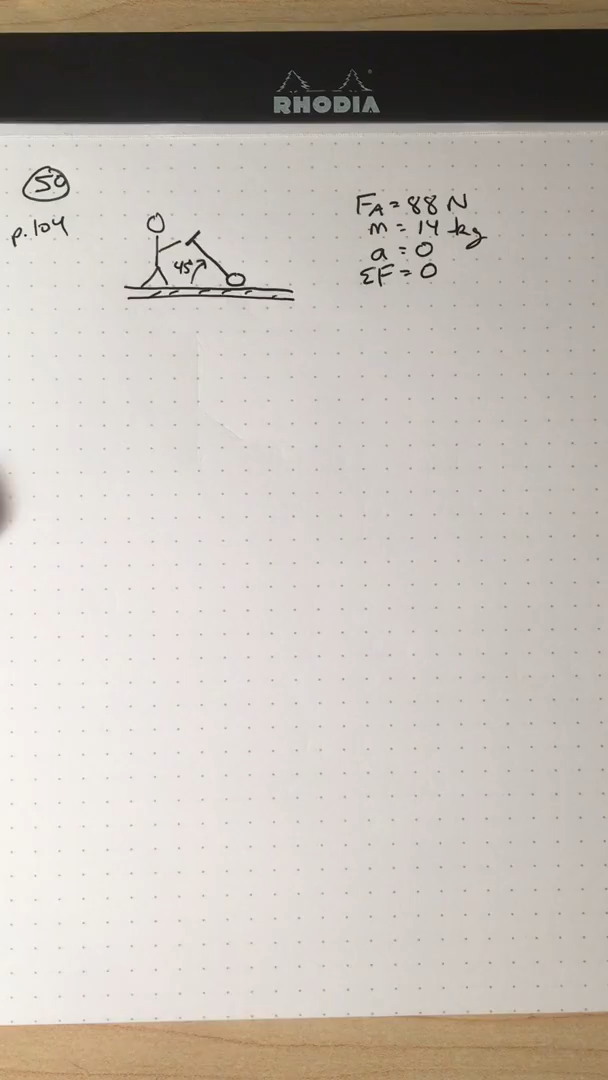 RHODIA
59
p.104
45°
FA = 88 N
m = 14 kg
a = 0
ΣF = 0